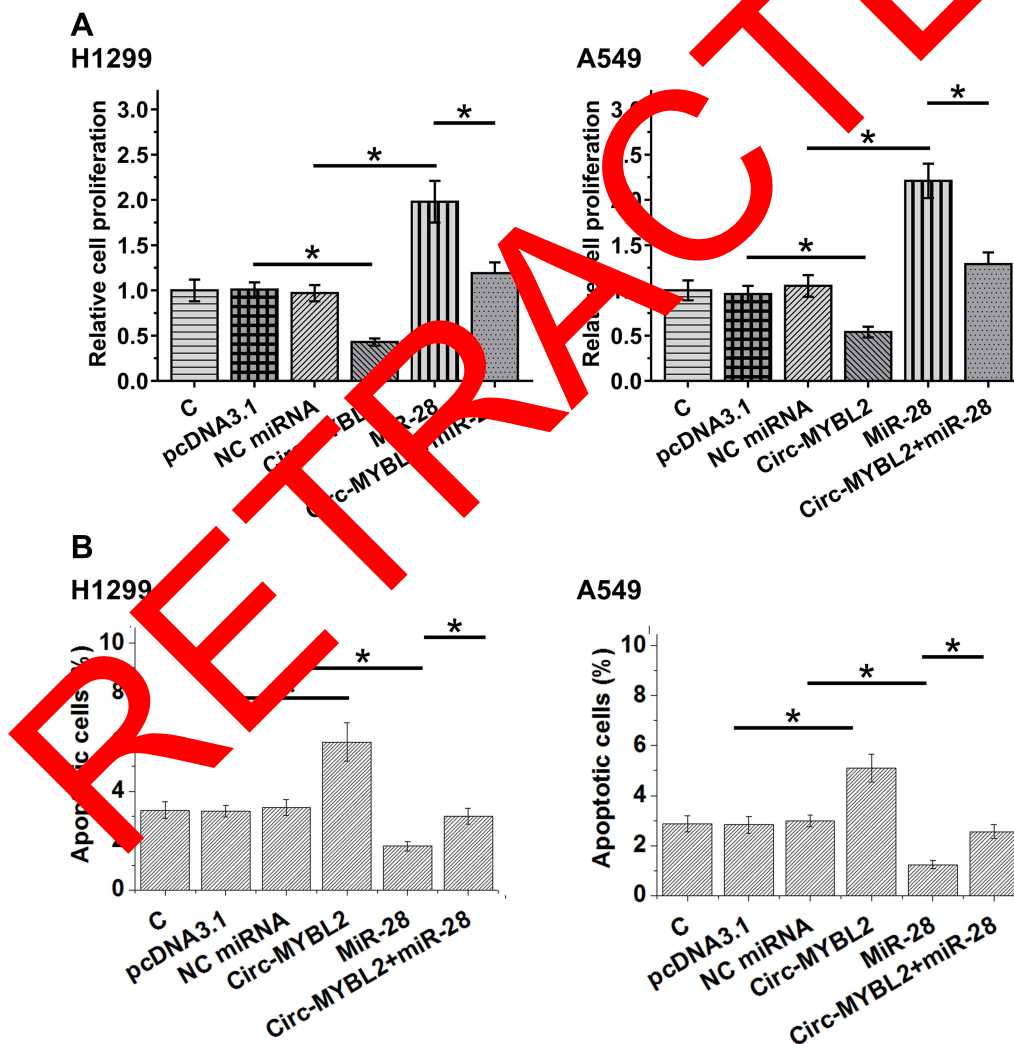 A
H1299
A549
Relative cell proliferation
3.0
2.5
2.0
1.5
1.0
0.5
0.0
*
*
*
C
pcDNA3.1
NC miRNA
MiR-28
Relative cell proliferation
1.5
0.5
0.0
*
*
*
C
pcDNA3.1
NC miRNA
Circ-MYBL2
MiR-28
Circ-MYBL2+miR-28
B
H1299
A549
10
8
4
0
*
*
C
pcDNA3.1
NC miRNA
Circ-MYBL2
MiR-28
Circ-MYBL2+miR-28
Apoptotic cells (%)
10
8
6
4
2
0
*
*
*
C
pcDNA3.1
NC miRNA
Circ-MYBL2
MiR-28
Circ-MYBL2+miR-28